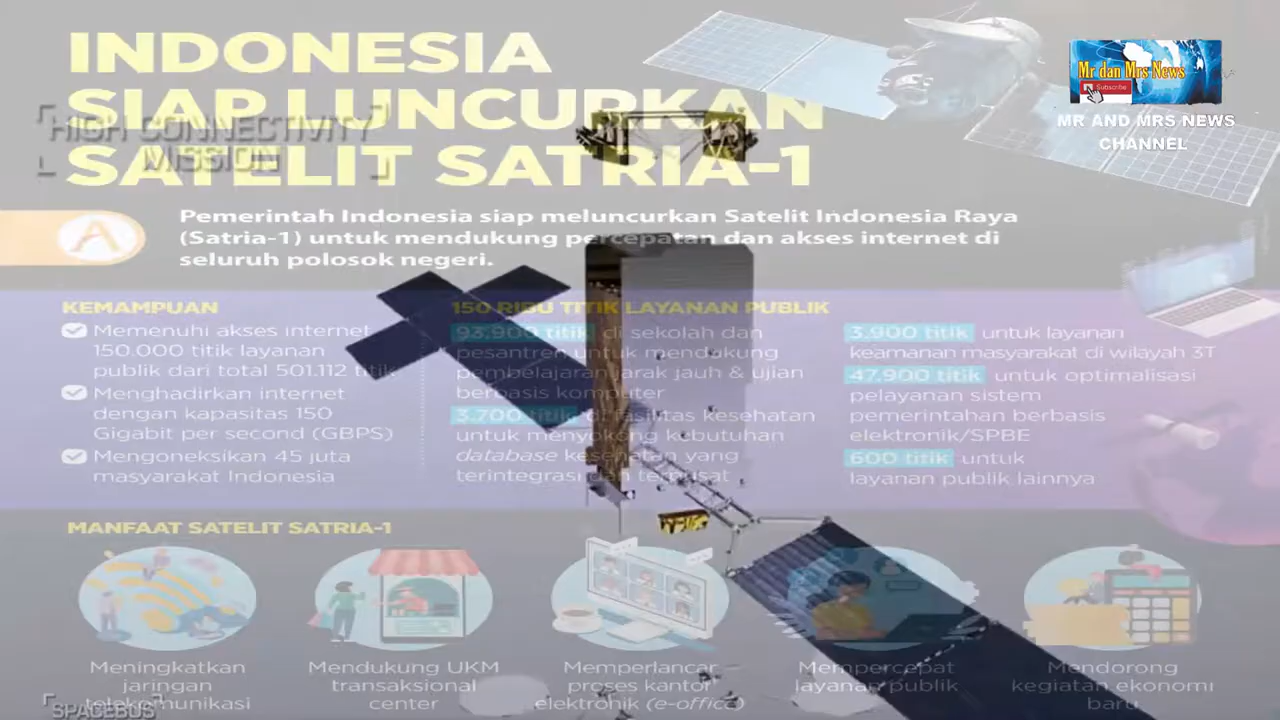 INDONESIA
SIAP LUNCURKAN
SATELIT SATRIA-1
HIGH CONNECTIVITY
MISSION
Mr dan Mrs News
Subscribe
MR AND MRS NEWS
CHANNEL
A
Pemerintah Indonesia siap meluncurkan Satelit Indonesia Raya
(Satria-1) untuk mendukung percepatan dan akses internet di
seluruh polosok negeri.
KEMAMPUAN
Memenuhi akses internet
150.000 titik layanan
publik dari total 501.112 titik
Menghadirkan internet
dengan kapasitas 150
Gigabit per second (GBPS)
Mengoneksikan 45 juta
masyarakat Indonesia
150 RIBU TITIK LAYANAN PUBLIK
93.900 titik di sekolah dan
pesantren untuk mendukung
pembelajaran jarak jauh & ujian
berbasis komputer
3.700 titik di fasilitas kesehatan
untuk menyokong kebutuhan
database kesehatan yang
terintegrasi dan terpusat
3.900 titik untuk layanan
keamanan masyarakat di wilayah 3T
47.900 titik untuk optimalisasi
pelayanan sistem
pemerintahan berbasis
elektronik/SPBE
600 titik untuk
layanan publik lainnya
MANFAAT SATELIT SATRIA-1
Meningkatkan
jaringan
telekomunikasi
Mendukung UKM
transaksional
center
Memperlancar
proses kantor
elektronik (e-office)
Mempercepat
layanan publik
Mendorong
kegiatan ekonomi
baru
SPACEBUS